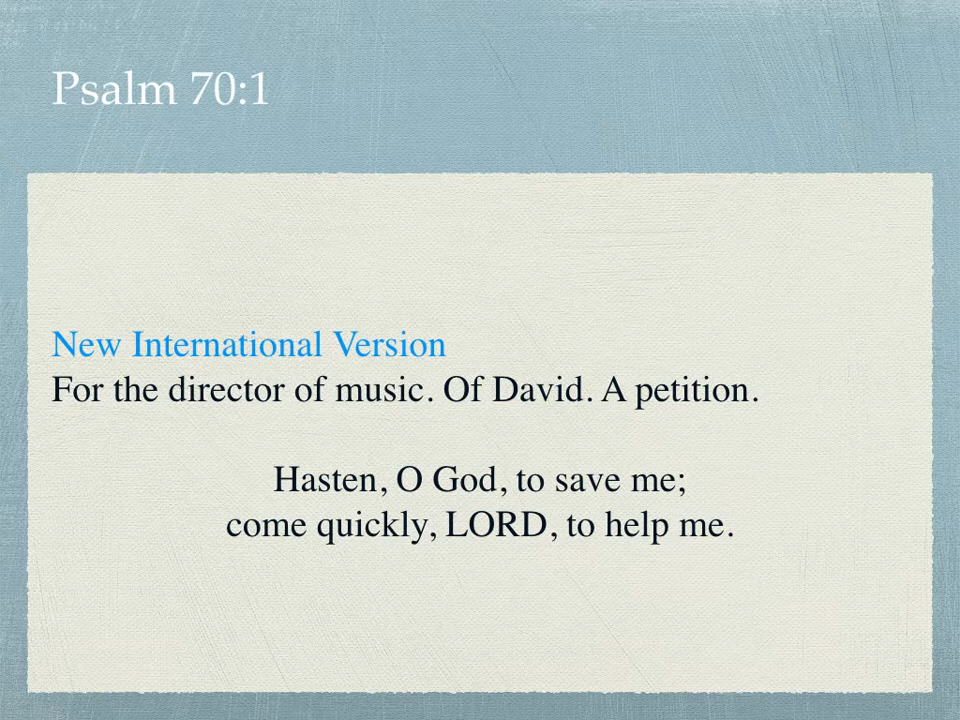 Psalm 70:1
New International Version
For the director of music. Of David. A petition.
Hasten, O God, to save me;
come quickly, LORD, to help me.